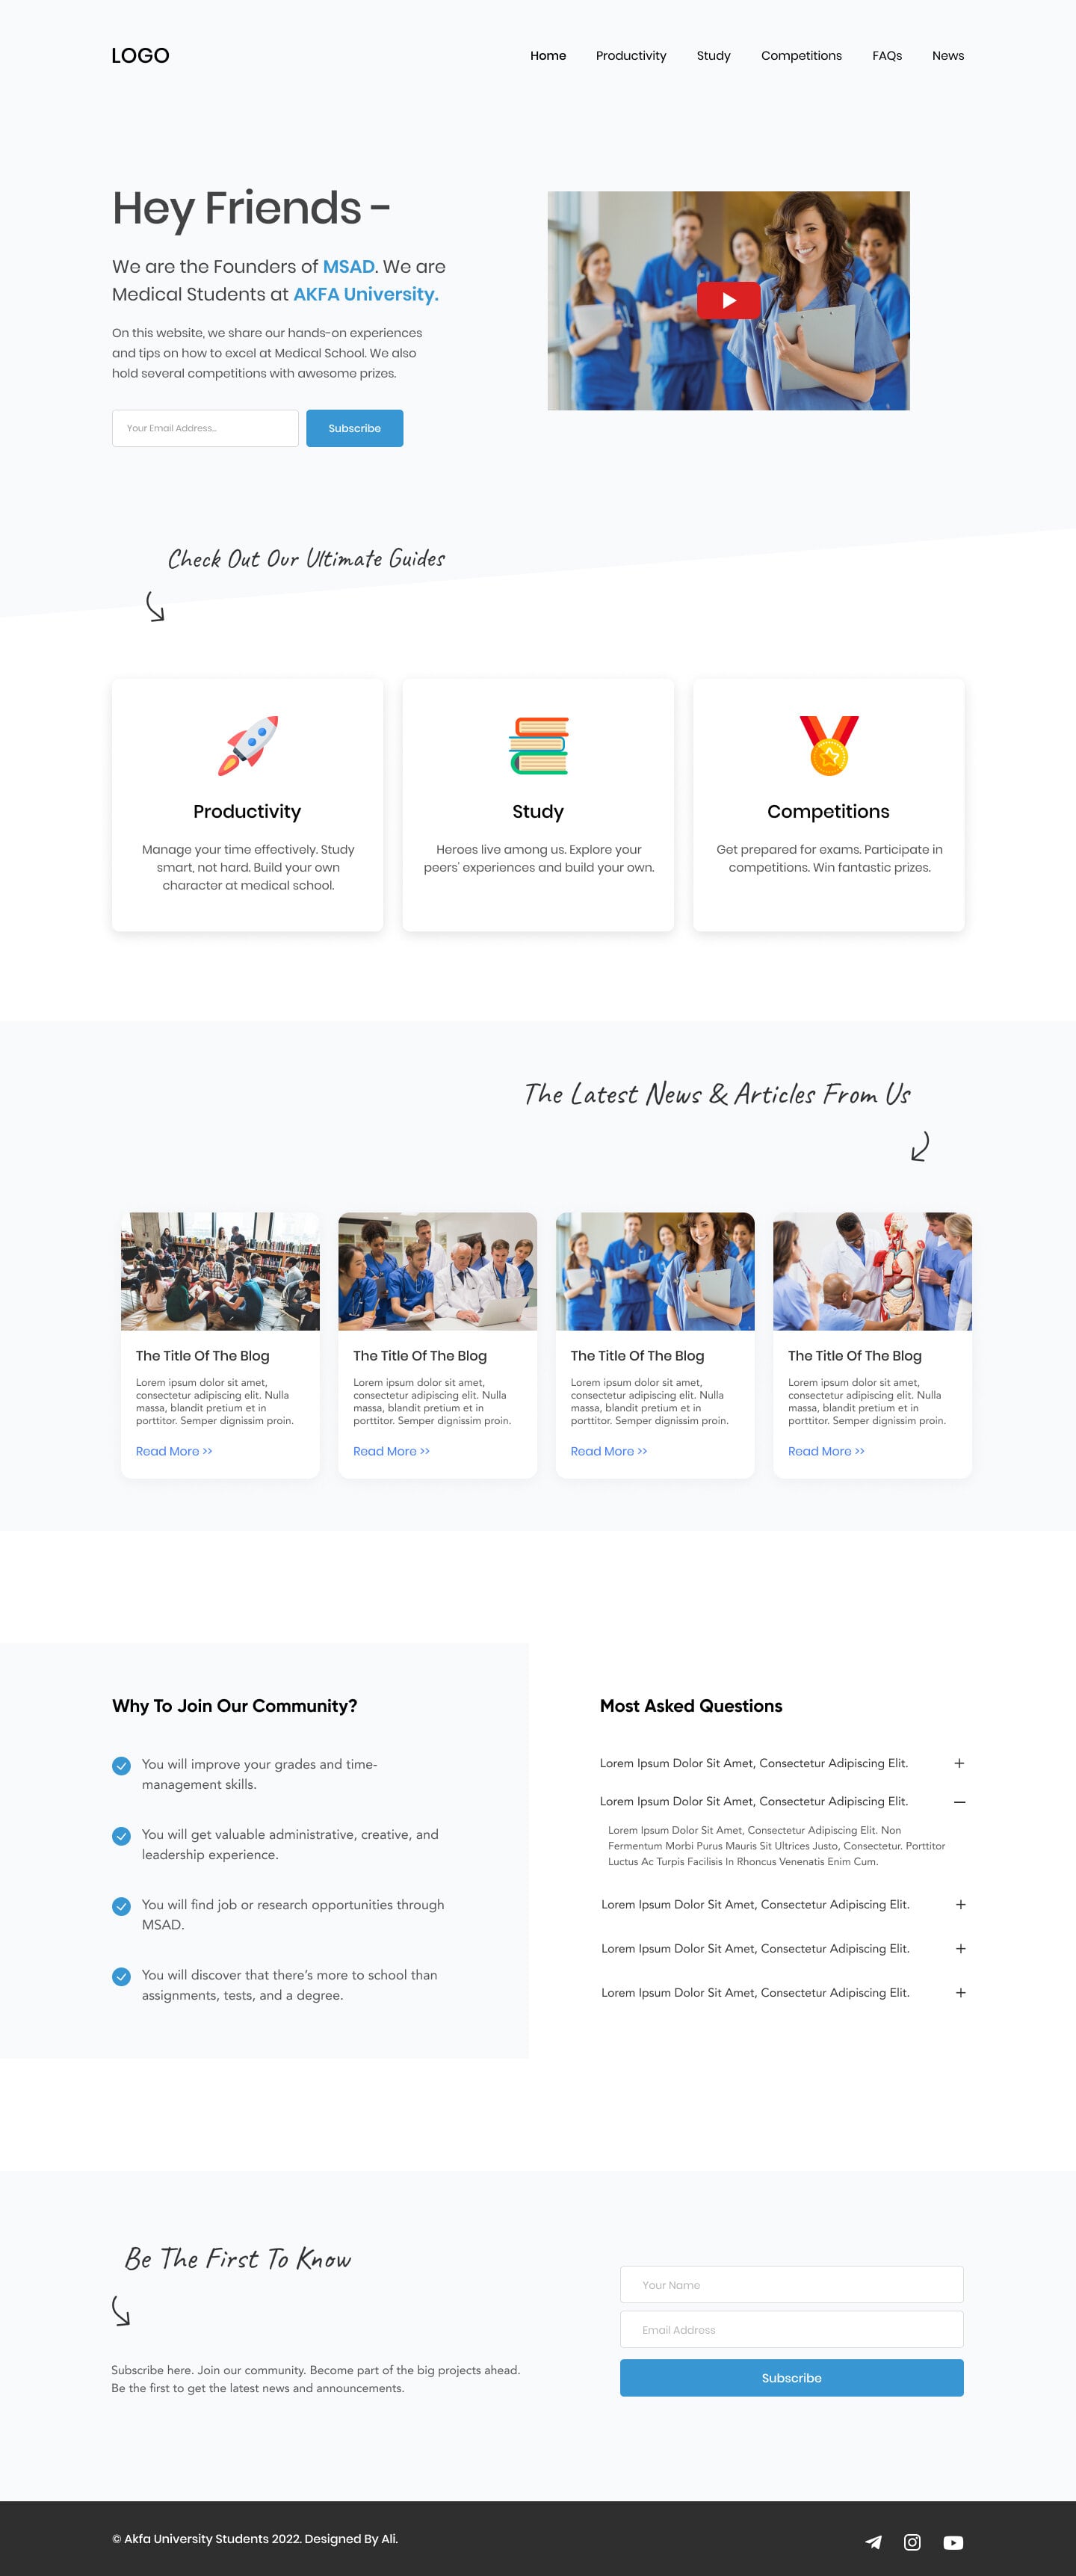 LOGO
Home Productivity Study Competitions FAQs News
Hey Friends -
We are the Founders of MSAD. We are
Medical Students at AKFA University.
On this website, we share our hands-on experiences
and tips on how to excel at Medical School. We also
hold several competitions with awesome prizes.
Your Email Address...
Subscribe
Check Out Our Ultimate Guides
Productivity
Manage your time effectively. Study
smart, not hard. Build your own
character at medical school.
Study
Heroes live among us. Explore your
peers' experiences and build your own.
Competitions
Get prepared for exams. Participate in
competitions. Win fantastic prizes.
The Latest News & Articles From Us
The Title Of The Blog
Lorem ipsum dolor sit amet,
consectetur adipiscing elit. Nulla
massa, blandit pretium et in
porttitor. Semper dignissim proin.
Read More >>
The Title Of The Blog
Lorem ipsum dolor sit amet,
consectetur adipiscing elit. Nulla
massa, blandit pretium et in
porttitor. Semper dignissim proin.
Read More >>
The Title Of The Blog
Lorem ipsum dolor sit amet,
consectetur adipiscing elit. Nulla
massa, blandit pretium et in
porttitor. Semper dignissim proin.
Read More >>
The Title Of The Blog
Lorem ipsum dolor sit amet,
consectetur adipiscing elit. Nulla
massa, blandit pretium et in
porttitor. Semper dignissim proin.
Read More >>
Why To Join Our Community?
You will improve your grades and time-
management skills.
You will get valuable administrative, creative, and
leadership experience.
You will find job or research opportunities through
MSAD.
You will discover that there's more to school than
assignments, tests, and a degree.
Most Asked Questions
Lorem Ipsum Dolor Sit Amet, Consectetur Adipiscing Elit.
Lorem Ipsum Dolor Sit Amet, Consectetur Adipiscing Elit.
Lorem Ipsum Dolor Sit Amet, Consectetur Adipiscing Elit. Non
Fermentum Morbi Purus Mauris Sit Ultrices Justo, Consectetur. Porttitor
Luctus Ac Turpis Facilisis In Rhoncus Venenatis Enim Cum.
Lorem Ipsum Dolor Sit Amet, Consectetur Adipiscing Elit.
Lorem Ipsum Dolor Sit Amet, Consectetur Adipiscing Elit.
Lorem Ipsum Dolor Sit Amet, Consectetur Adipiscing Elit.
Be The First To Know
Subscribe here. Join our community. Become part of the big projects ahead.
Be the first to get the latest news and announcements.
Your Name
Email Address
Subscribe
© Akfa University Students 2022. Designed By Ali.